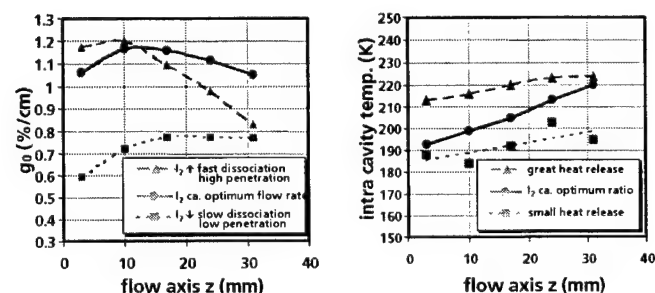 g₀ (%/cm)
1.3
1.2
1.1
1
0.9
0.8
0.7
0.6
0.5
0.4
0.3
I₂ ↑ fast dissociation
high penetration
I₂ ca. optimum flow rate
I₂ ↓ slow dissociation
low penetration
0
10
20
30
40
flow axis z (mm)
intra cavity temp. (K)
250
240
230
220
210
200
190
180
170
160
150
great heat release
I₂ ca. optimum ratio
small heat release
0
10
20
30
40
flow axis z (mm)